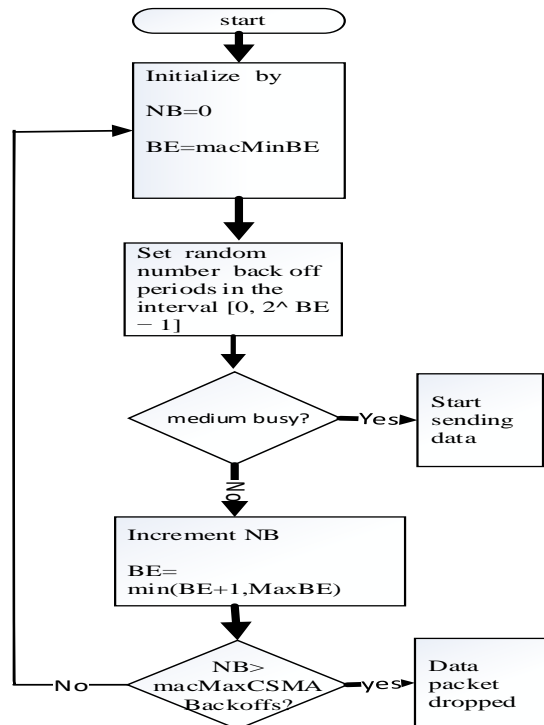 start
Initialize by
NB=0
BE=macMinBE
Set random
number back off
periods in the
interval [0, 2^ BE
− 1]
medium busy?
Yes
Start
sending
data
No
Increment NB
BE=
min(BE+1,MaxBE)
NB>
macMaxCSMA
Backoffs?
No
yes
Data
packet
dropped